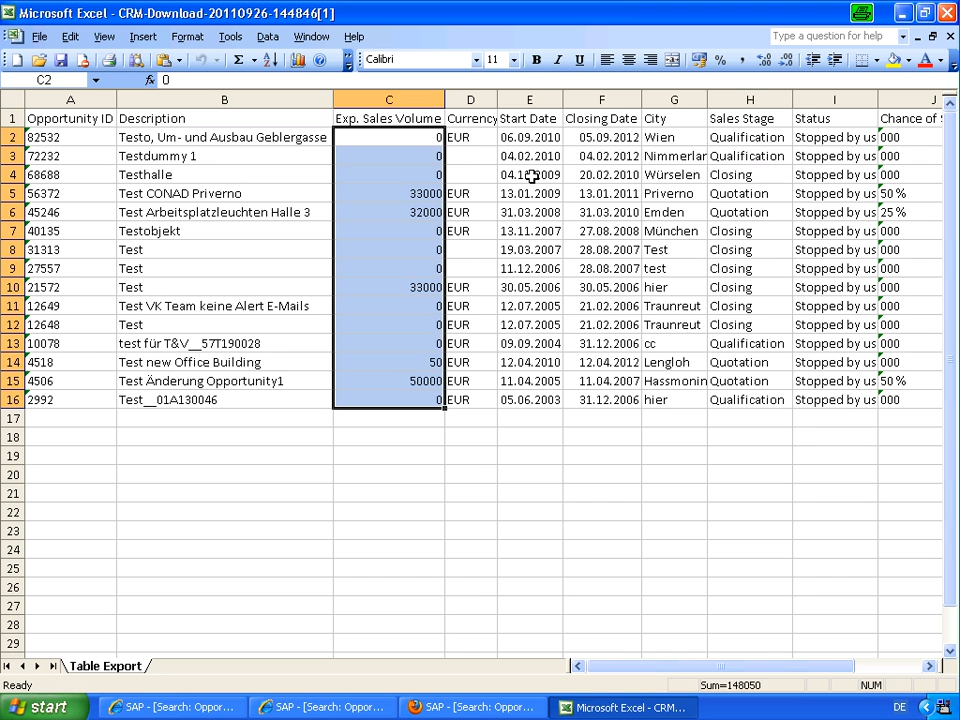 Microsoft Excel - CRM-Download-20110926-144846[1]
File Edit View Insert Format Tools Data Window Help Type a question for help
Calibri 11 B I U
C2 fx 0
A B C D E F G H I J
1 Opportunity ID Description Exp. Sales Volume Currency Start Date Closing Date City Sales Stage Status Chance of
2 82532 Testo, Um- und Ausbau Geblergasse 0 EUR 06.09.2010 05.09.2012 Wien Qualification Stopped by us 000
3 72232 Testdummy 1 0 04.02.2010 04.02.2012 Nimmerlar Qualification Stopped by us 000
4 68688 Testhalle 0 2009 20.02.2010 Würselen Closing Stopped by us 000
5 56372 Test CONAD Priverno 33000 EUR 13.01.2009 13.01.2011 Priverno Quotation Stopped by us 50 %
6 45246 Test Arbeitsplatzleuchten Halle 3 32000 EUR 31.03.2008 31.03.2010 Emden Quotation Stopped by us 25 %
7 40135 Testobjekt 0 EUR 13.11.2007 27.08.2008 München Closing Stopped by us 000
8 31313 Test 0 19.03.2007 28.08.2007 Test Closing Stopped by us 000
9 27557 Test 0 11.12.2006 28.08.2007 test Closing Stopped by us 000
10 21572 Test 33000 EUR 30.05.2006 30.05.2006 hier Closing Stopped by us 000
11 12649 Test VK Team keine Alert E-Mails 0 EUR 12.07.2005 21.02.2006 Traunreut Closing Stopped by us 000
12 12648 Test 0 EUR 12.07.2005 21.02.2006 Traunreut Closing Stopped by us 000
13 10078 test für T&V__57T190028 0 EUR 09.09.2004 31.12.2006 cc Qualification Stopped by us 000
14 4518 Test new Office Building 50 EUR 12.04.2010 12.04.2012 Lengloh Quotation Stopped by us 000
15 4506 Test Änderung Opportunity1 50000 EUR 11.04.2005 11.04.2007 Hassmonin Quotation Stopped by us 50 %
16 2992 Test__01A130046 0 EUR 05.06.2003 31.12.2006 hier Qualification Stopped by us 000
17
18
19
20
21
22
23
24
25
26
27
28
29
Table Export
Ready Sum=148050 NUM
start SAP - [Search: Oppor... SAP - [Search: Oppor... SAP - [Search: Oppor... Microsoft Excel - CRM... DE